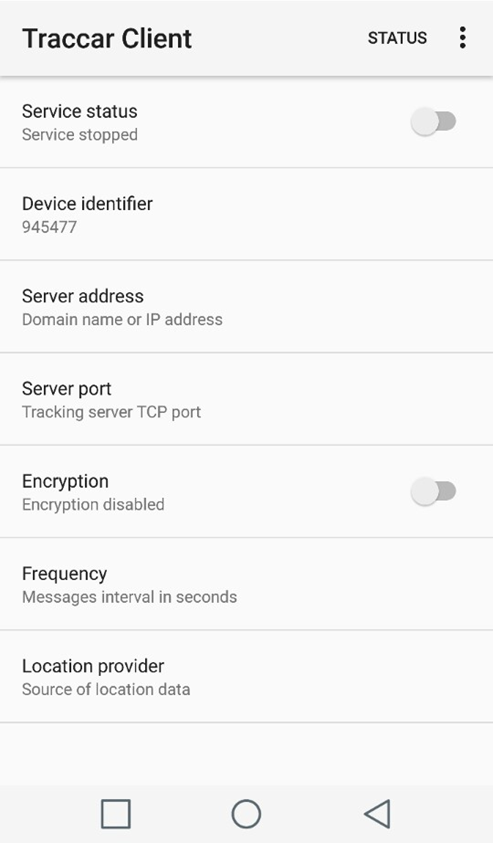 Traccar Client STATUS
Service status
Service stopped
Device identifier
945477
Server address
Domain name or IP address
Server port
Tracking server TCP port
Encryption
Encryption disabled
Frequency
Messages interval in seconds
Location provider
Source of location data